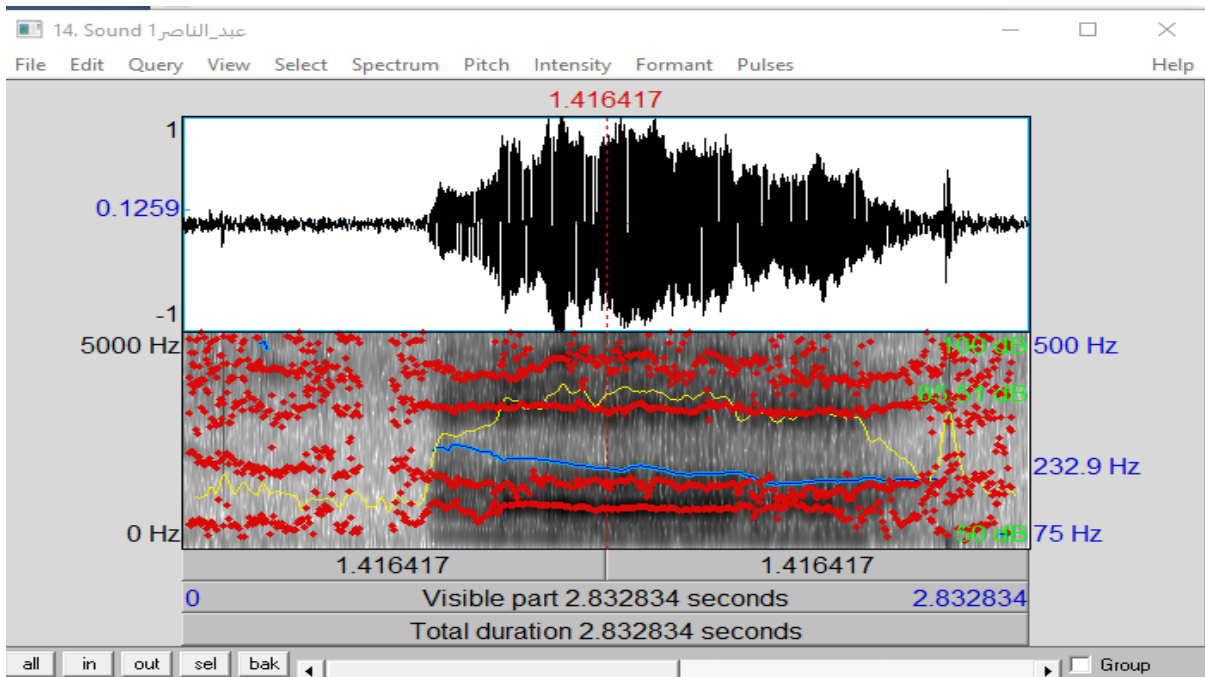 14. Sound 1عبد_الناصر
File Edit Query View Select Spectrum Pitch Intensity Formant Pulses Help
1.416417
1
0.1259
-1
5000 Hz 100 dB 500 Hz
85.51 dB
232.9 Hz
0 Hz 50 dB 75 Hz
1.416417 1.416417
0 Visible part 2.832834 seconds 2.832834
Total duration 2.832834 seconds
all in out sel bak Group